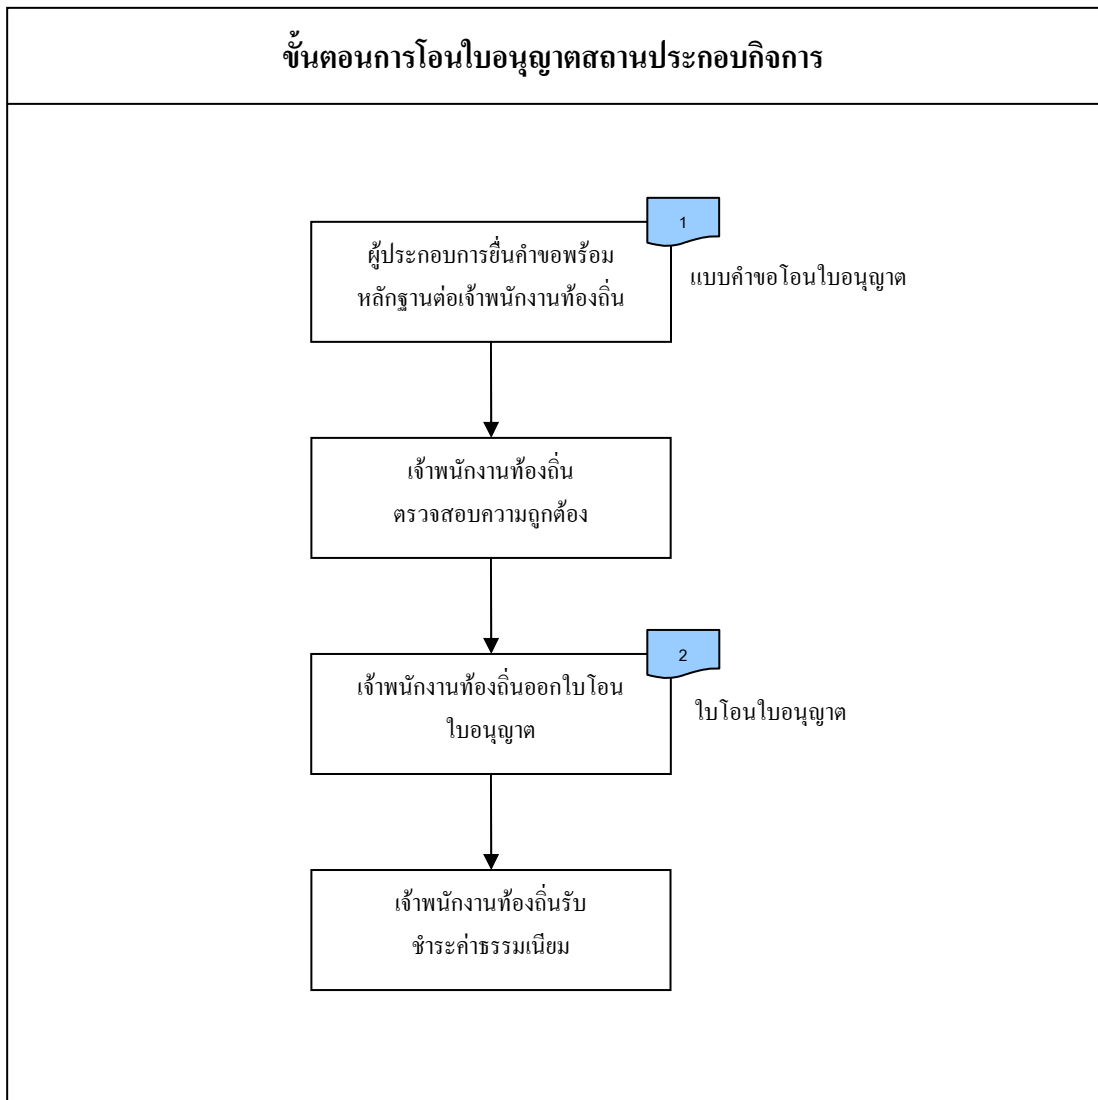 ขั้นตอนการโอนใบอนุญาตสถานประกอบกิจการ
1
ผู้ประกอบการยื่นคำขอพร้อม
หลักฐานต่อเจ้าพนักงานท้องถิ่น
แบบคำขอโอนใบอนุญาต
เจ้าพนักงานท้องถิ่น
ตรวจสอบความถูกต้อง
2
เจ้าพนักงานท้องถิ่นออกใบโอน
ใบอนุญาต
ใบโอนใบอนุญาต
เจ้าพนักงานท้องถิ่นรับ
ชำระค่าธรรมเนียม